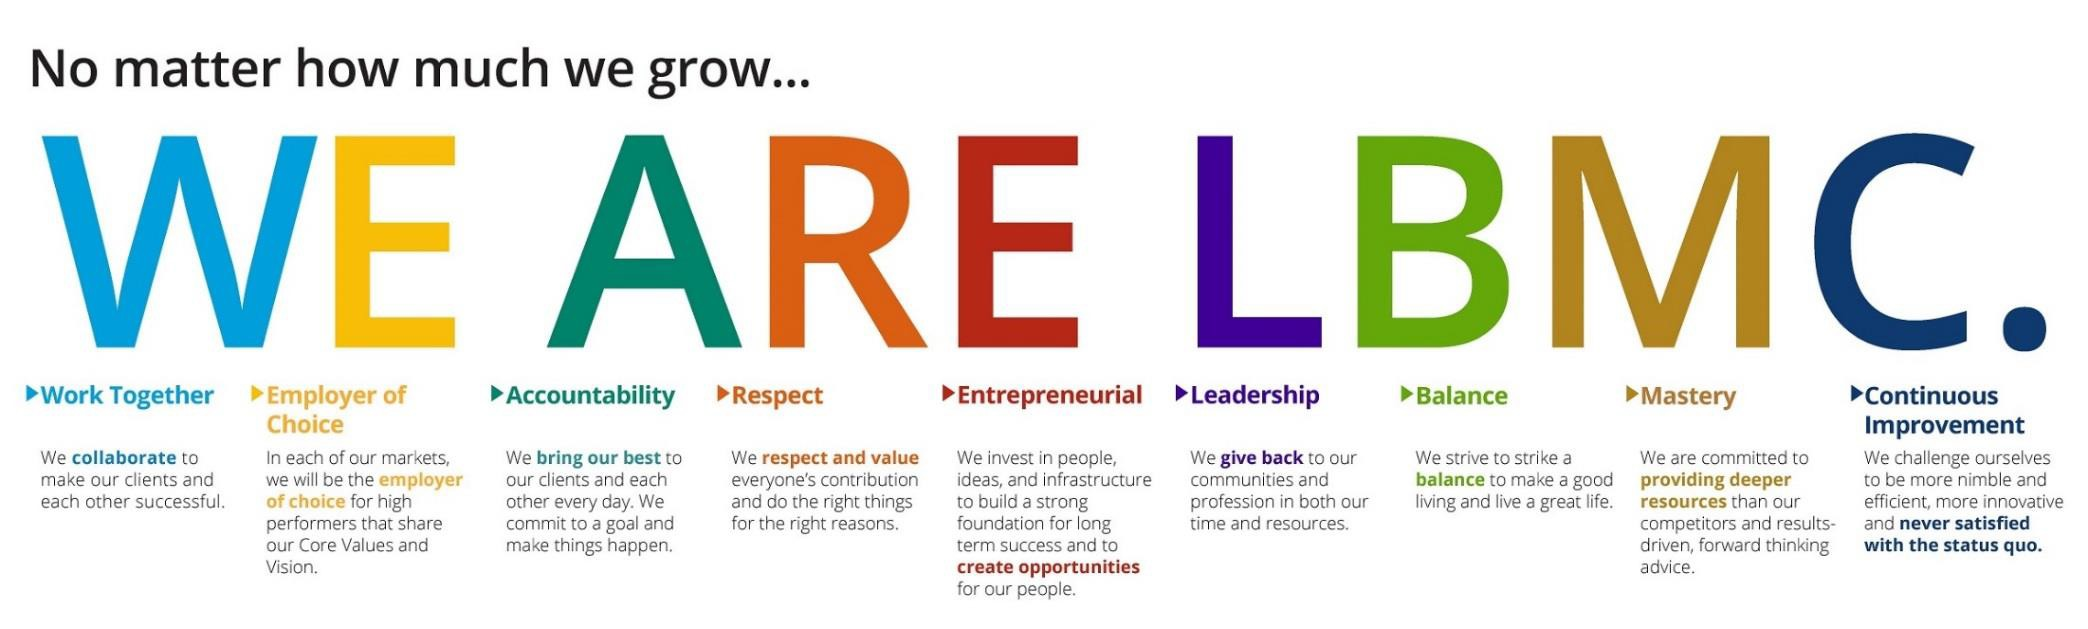 No matter how much we grow...
WE ARE LBMC.
Work Together
We collaborate to
make our clients and
each other successful.
Employer of
Choice
In each of our markets,
we will be the employer
of choice for high
performers that share
our Core Values and
Vision.
Accountability
We bring our best to
our clients and each
other every day. We
commit to a goal and
make things happen.
Respect
We respect and value
everyone's contribution
and do the right things
for the right reasons.
Entrepreneurial
We invest in people,
ideas, and infrastructure
to build a strong
foundation for long
term success and to
create opportunities
for our people.
Leadership
We give back to our
communities and
profession in both our
time and resources.
Balance
We strive to strike a
balance to make a good
living and live a great life.
Mastery
We are committed to
providing deeper
resources than our
competitors and results-
driven, forward thinking
advice.
Continuous
Improvement
We challenge ourselves
to be more nimble and
efficient, more innovative
and never satisfied
with the status quo.